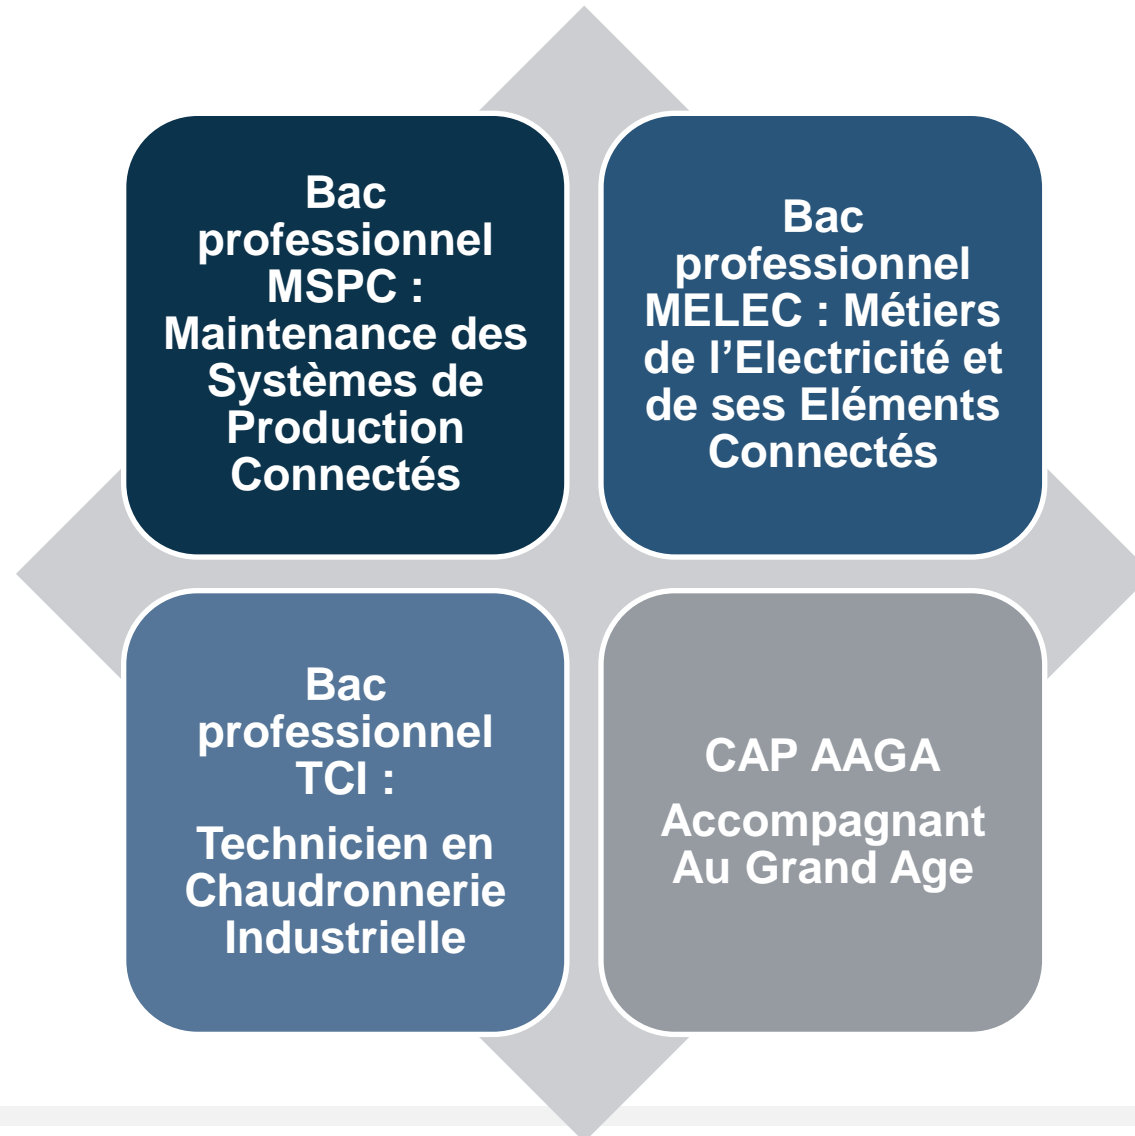 Bac
professionnel
MSPC :
Maintenance des
Systèmes de
Production
Connectés
Bac
professionnel
MELEC : Métiers
de l’Electricité et
de ses Eléments
Connectés
Bac
professionnel
TCI :
Technicien en
Chaudronnerie
Industrielle
CAP AAGA
Accompagnant
Au Grand Age